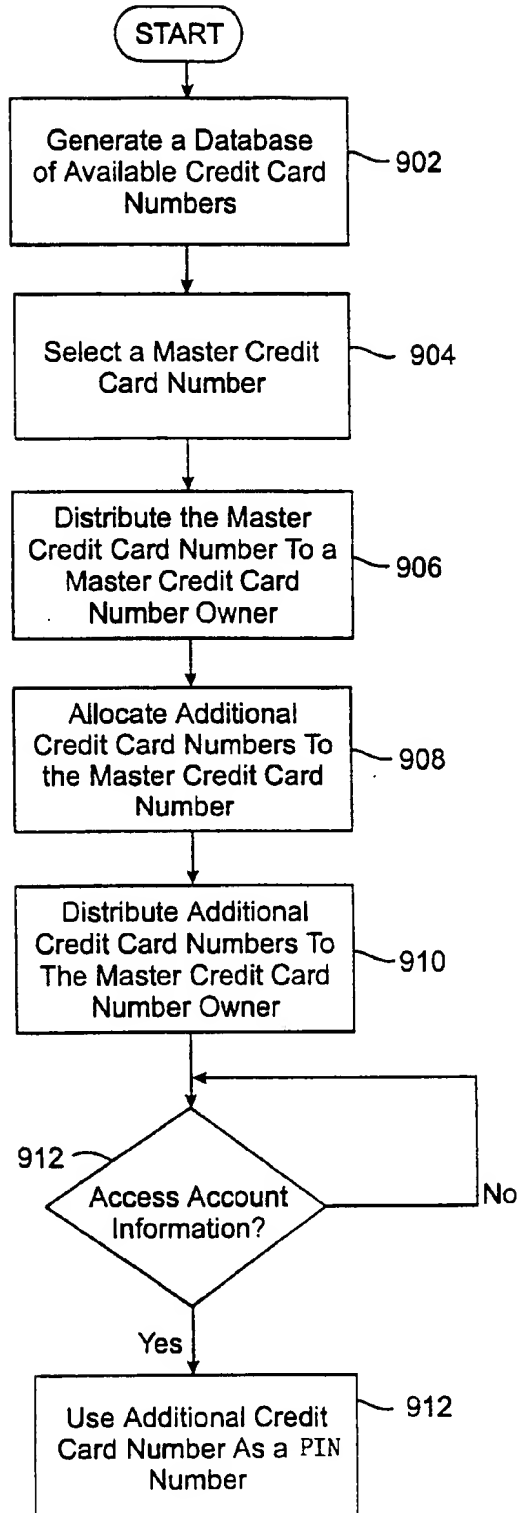 START
Generate a Database
of Available Credit Card
Numbers
902
Select a Master Credit
Card Number
904
Distribute the Master
Credit Card Number To a
Master Credit Card
Number Owner
906
Allocate Additional
Credit Card Numbers To
the Master Credit Card
Number
908
Distribute Additional
Credit Card Numbers To
The Master Credit Card
Number Owner
910
912
Access Account
Information?
No
Yes
Use Additional Credit
Card Number As a PIN
Number
912